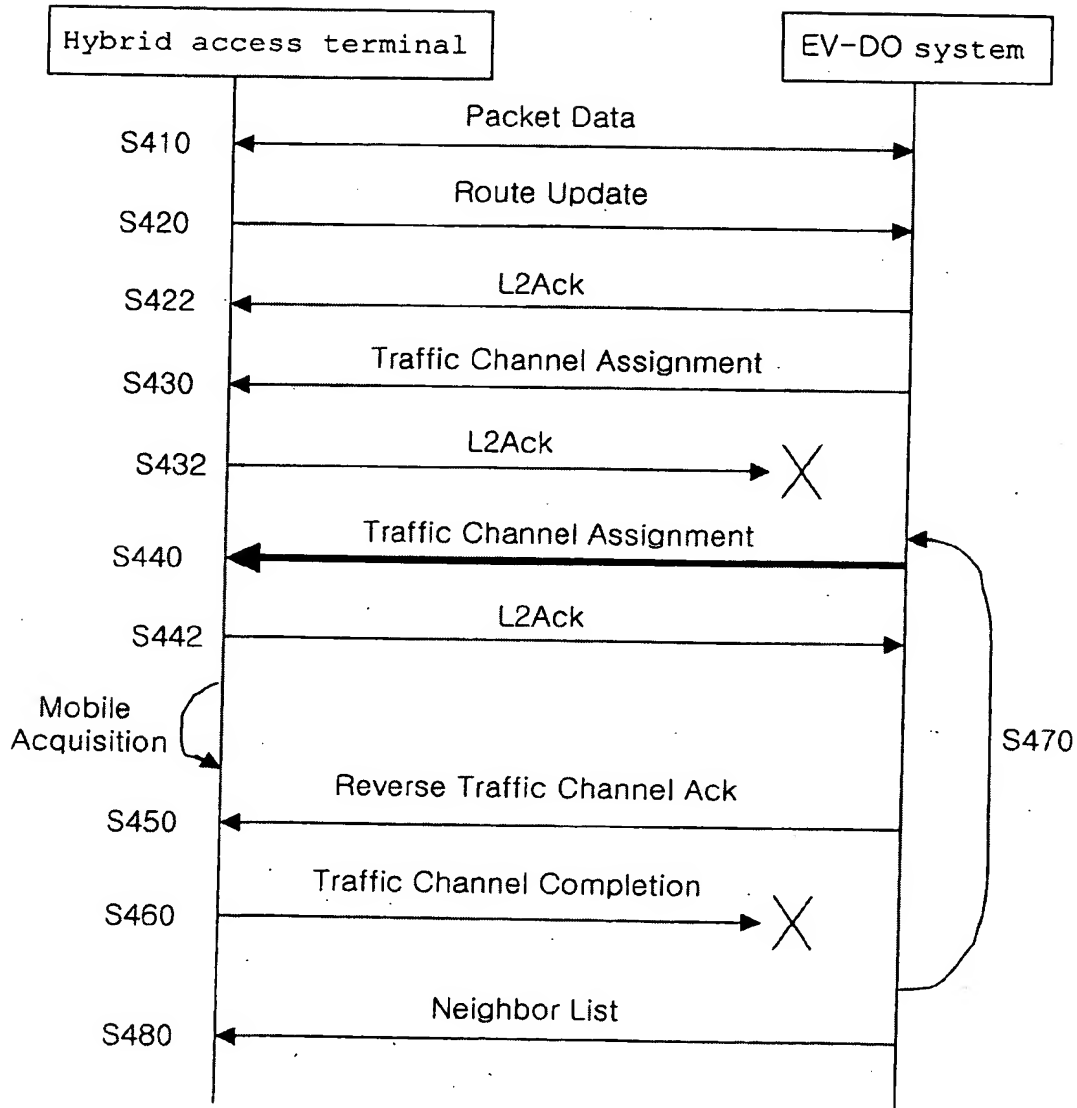 Hybrid access terminal
EV-DO system
Packet Data
S410
Route Update
S420
L2Ack
S422
Traffic Channel Assignment
S430
L2Ack
S432
Traffic Channel Assignment
S440
L2Ack
S442
Mobile
Acquisition
S470
Reverse Traffic Channel Ack
S450
Traffic Channel Completion
S460
Neighbor List
S480